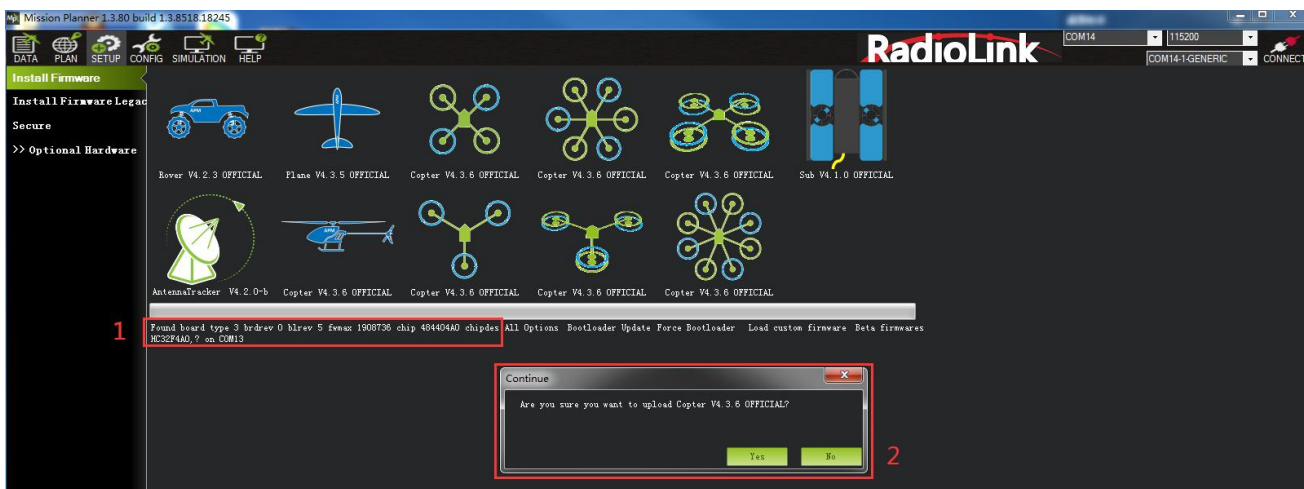 Mission Planner 1.3.80 build 1.3.8518.18245
DATA PLAN SETUP CONFIG SIMULATION HELP
RadioLink
COM14 115200
COM14-1-GENERIC CONNECT
Install Firmware
Install Firmware Legac
Secure
>> Optional Hardware
APM
Rover V4.2.3 OFFICIAL Plane V4.3.5 OFFICIAL Copter V4.3.6 OFFICIAL Copter V4.3.6 OFFICIAL Copter V4.3.6 OFFICIAL Sub V4.1.0 OFFICIAL
APM
AntennaTracker V4.2.0-b Copter V4.3.6 OFFICIAL Copter V4.3.6 OFFICIAL Copter V4.3.6 OFFICIAL Copter V4.3.6 OFFICIAL
1
Found board type 3 brdrev 0 blrev 5 fwmax 1908736 chip 484404A0 chipdes All Options Bootloader Update Force Bootloader Load custom firmware Beta firmwares
HC32F4A0,? on COM13
Continue
Are you sure you want to upload Copter V4.3.6 OFFICIAL?
Yes No
2